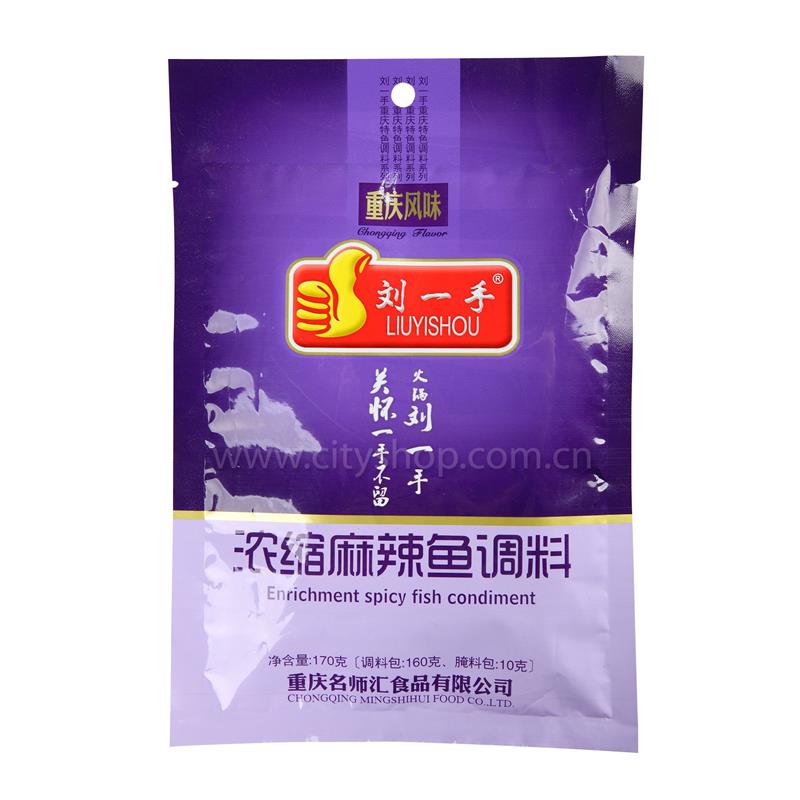 刘一手重庆特色调料系列
刘一手重庆特色调料系列
刘一手重庆特色调料系列
刘一手重庆特色调料系列
重庆风味
Chongqing Flavor
刘一手®
LIUYISHOU
火锅刘一手
关怀一手不留
www.cityshop.com.cn
浓缩麻辣鱼调料
Enrichment spicy fish condiment
净含量:170克〔调料包:160克、腌料包:10克〕
重庆名师汇食品有限公司
CHONGQING MINGSHIHUI FOOD CO.,LTD.